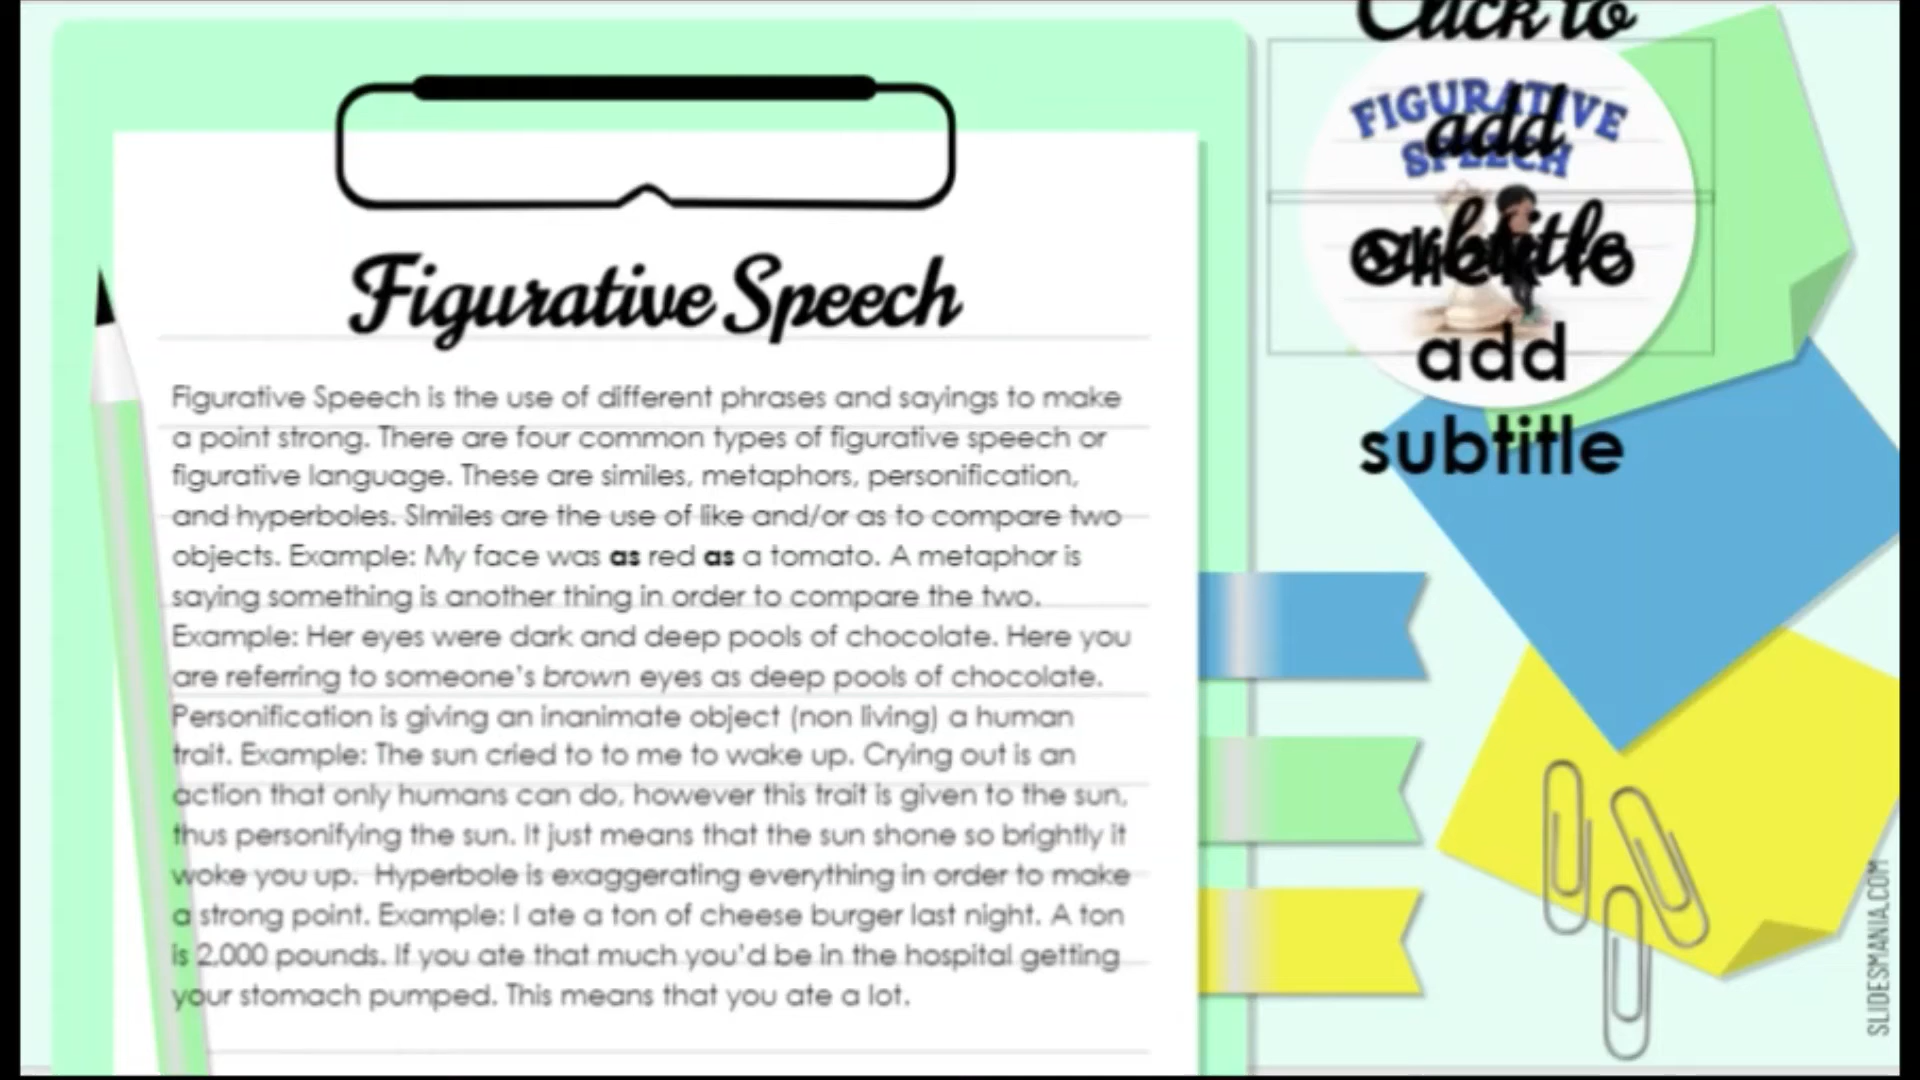 Figurative Speech
Figurative Speech is the use of different phrases and sayings to make
a point strong. There are four common types of figurative speech or
figurative language. These are similes, metaphors, personification,
and hyperboles. SImiles are the use of like and/or as to compare two
objects. Example: My face was as red as a tomato. A metaphor is
saying something is another thing in order to compare the two.
Example: Her eyes were dark and deep pools of chocolate. Here you
are referring to someone's brown eyes as deep pools of chocolate.
Personification is giving an inanimate object (non living) a human
trait. Example: The sun cried to to me to wake up. Crying out is an
action that only humans can do, however this trait is given to the sun,
thus personifying the sun. It just means that the sun shone so brightly it
woke you up.  Hyperbole is exaggerating everything in order to make
a strong point. Example: I ate a ton of cheese burger last night. A ton
is 2,000 pounds. If you ate that much you'd be in the hospital getting
your stomach pumped. This means that you ate a lot.
Click to
add
subtitle
FIGURATIVE
SPEECH
Click to
add
subtitle
SLIDESMANIA.COM